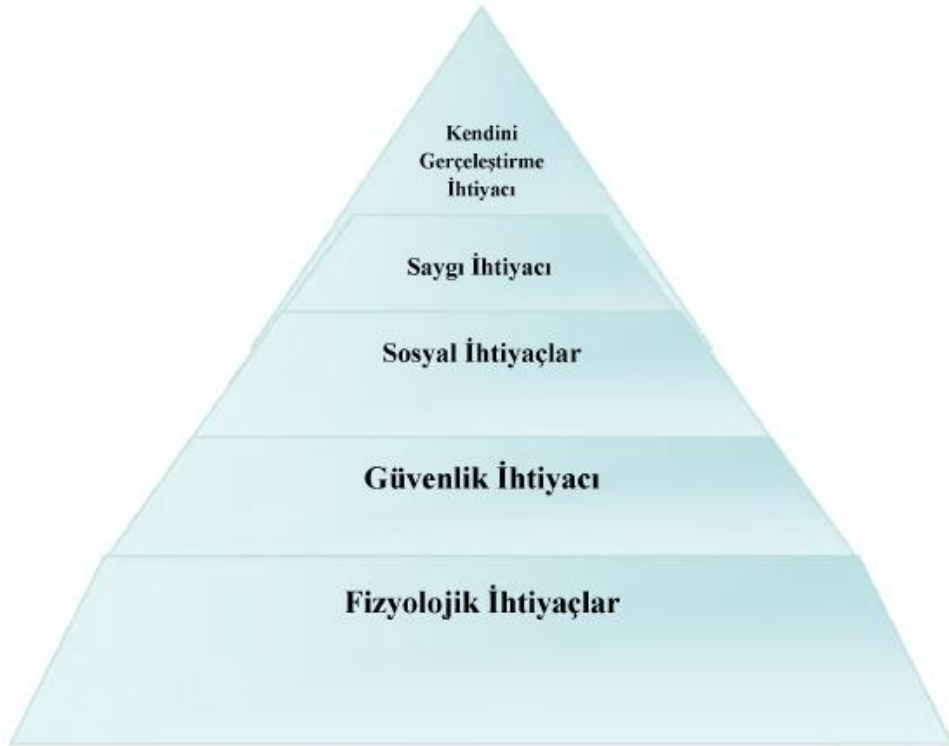 Kendini
Gerçeleştirme
İhtiyacı
Saygı İhtiyacı
Sosyal İhtiyaçlar
Güvenlik İhtiyacı
Fizyolojik İhtiyaçlar